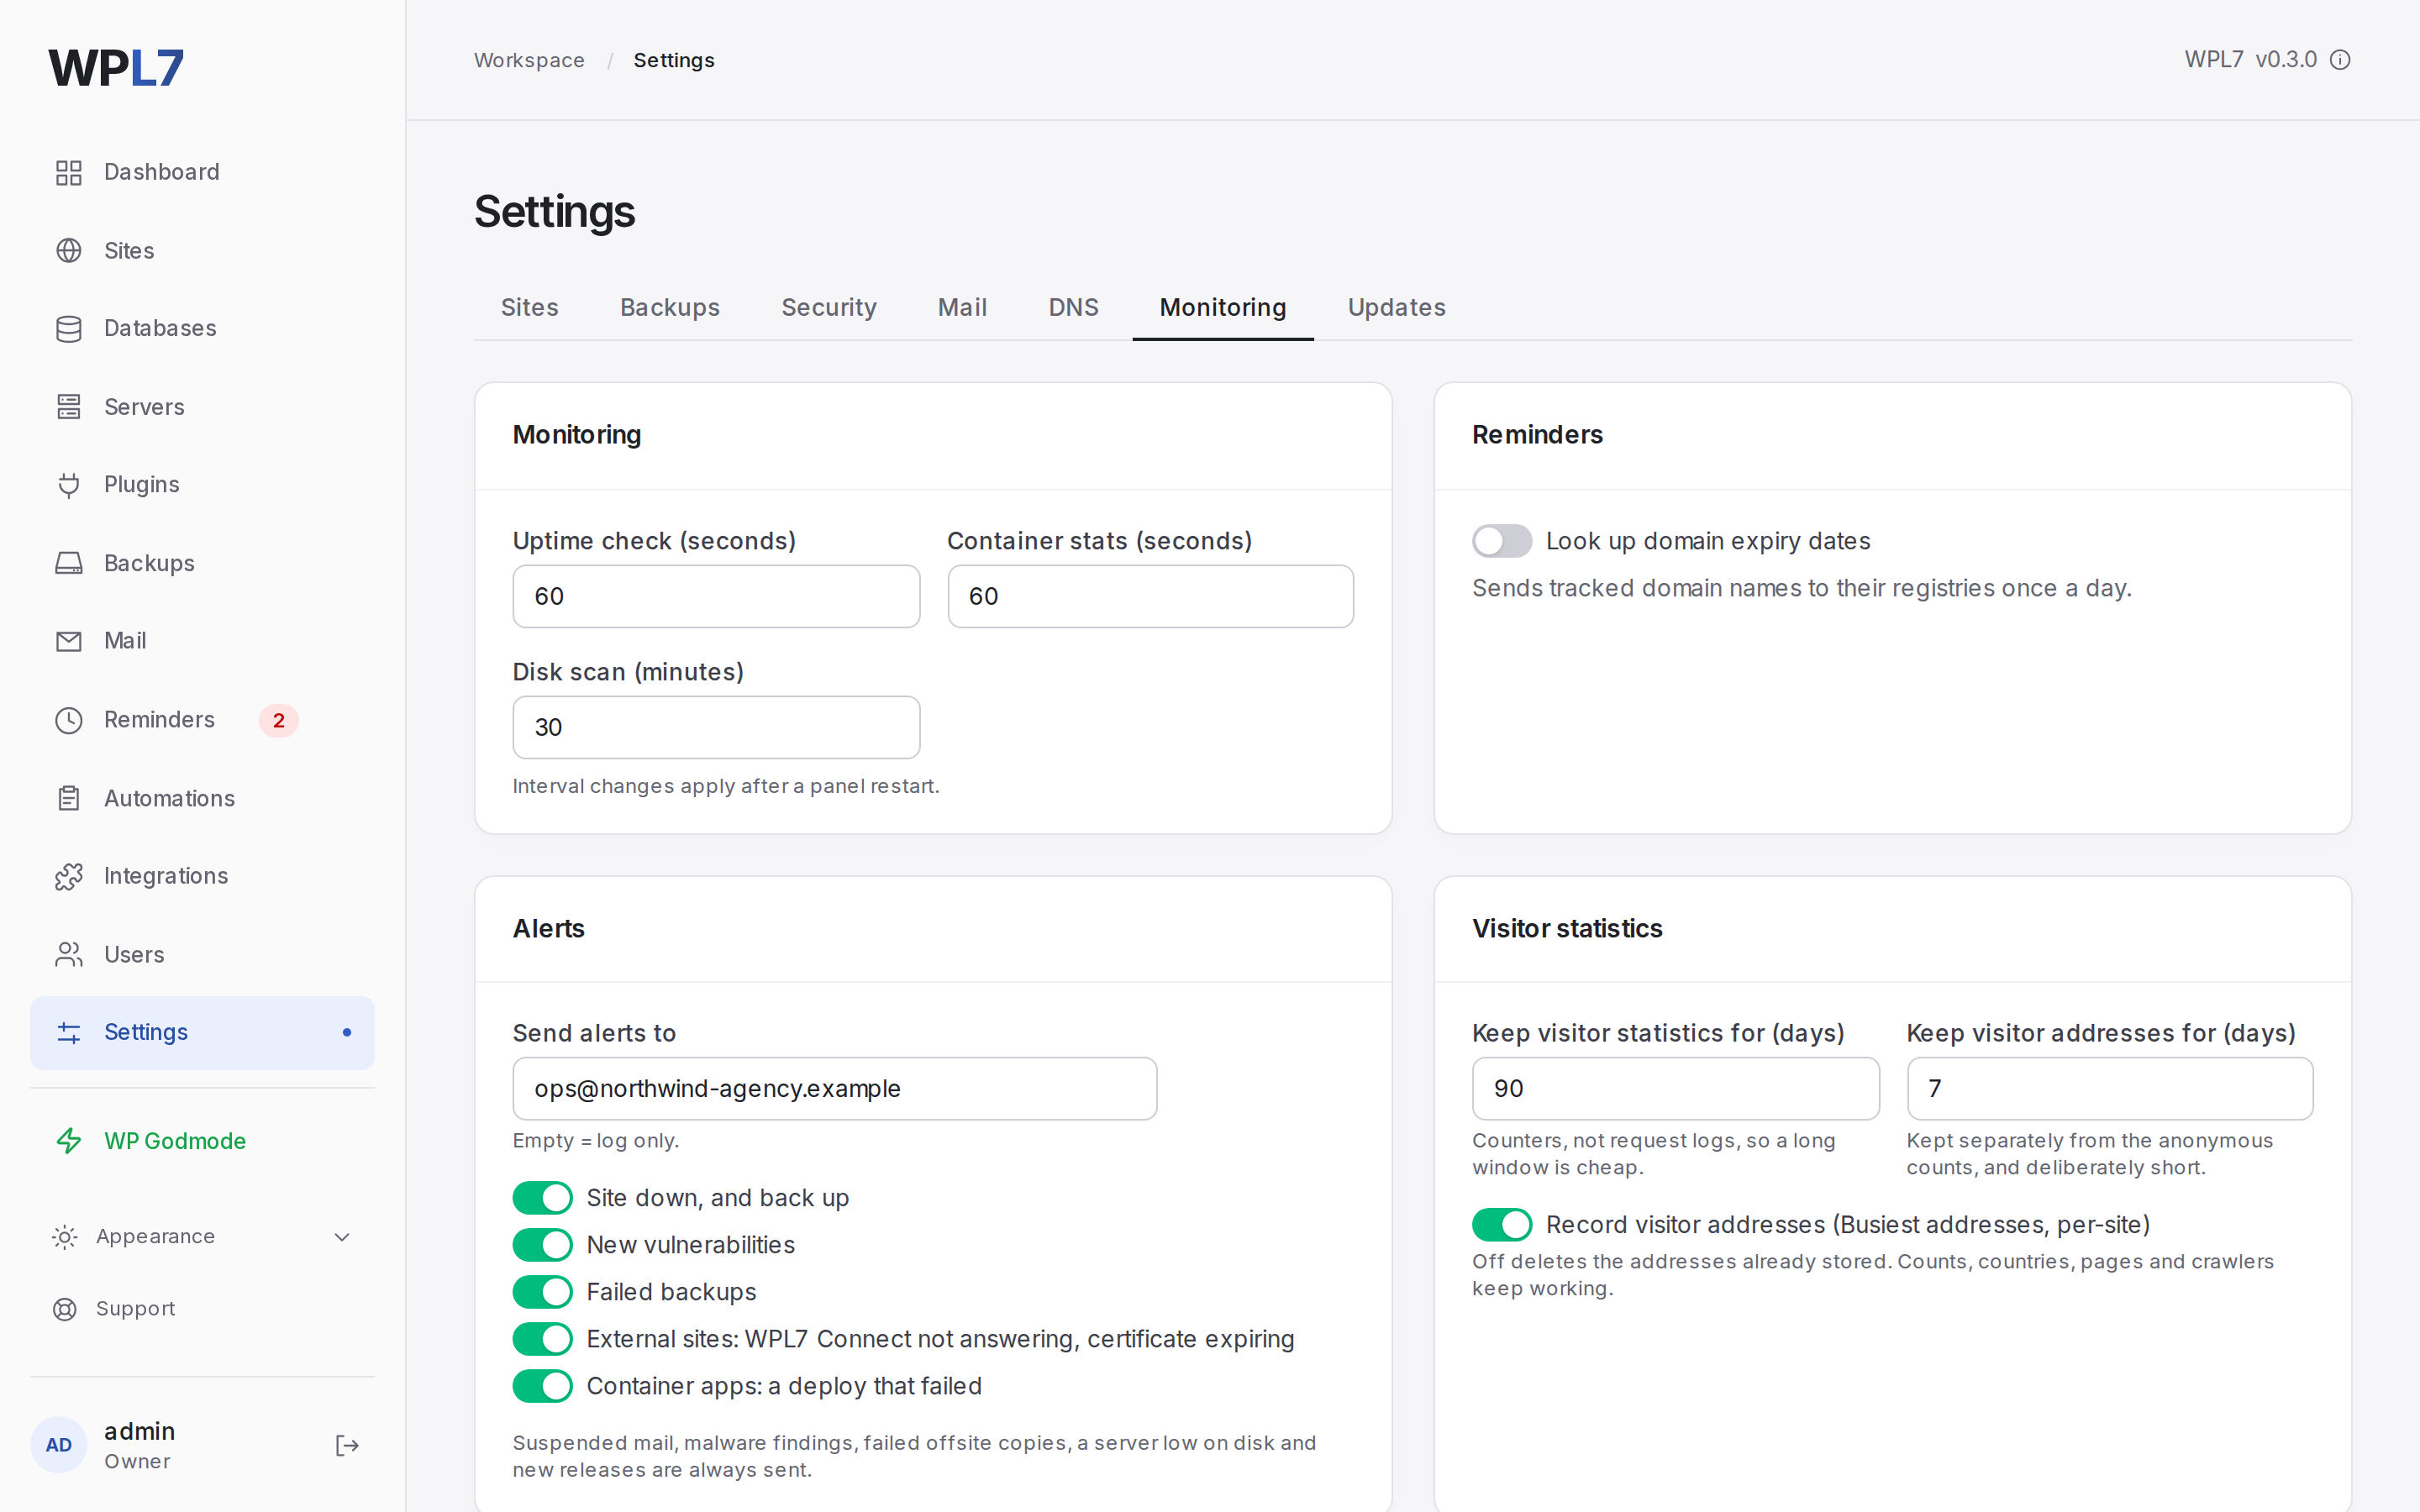 WPL7
Dashboard
Sites
Databases
Servers
Plugins
Backups
Mail
Reminders 2
Automations
Integrations
Users
Settings
WP Godmode
Appearance
Support
AD
admin
Owner
Workspace / Settings
WPL7 v0.3.0
Settings
Sites Backups Security Mail DNS Monitoring Updates
Monitoring
Uptime check (seconds) Container stats (seconds)
60 60
Disk scan (minutes)
30
Interval changes apply after a panel restart.
Reminders
Look up domain expiry dates
Sends tracked domain names to their registries once a day.
Alerts
Send alerts to
ops@northwind-agency.example
Empty = log only.
Site down, and back up
New vulnerabilities
Failed backups
External sites: WPL7 Connect not answering, certificate expiring
Container apps: a deploy that failed
Suspended mail, malware findings, failed offsite copies, a server low on disk and
new releases are always sent.
Visitor statistics
Keep visitor statistics for (days) Keep visitor addresses for (days)
90 7
Counters, not request logs, so a long
window is cheap.
Kept separately from the anonymous
counts, and deliberately short.
Record visitor addresses (Busiest addresses, per-site)
Off deletes the addresses already stored. Counts, countries, pages and crawlers
keep working.